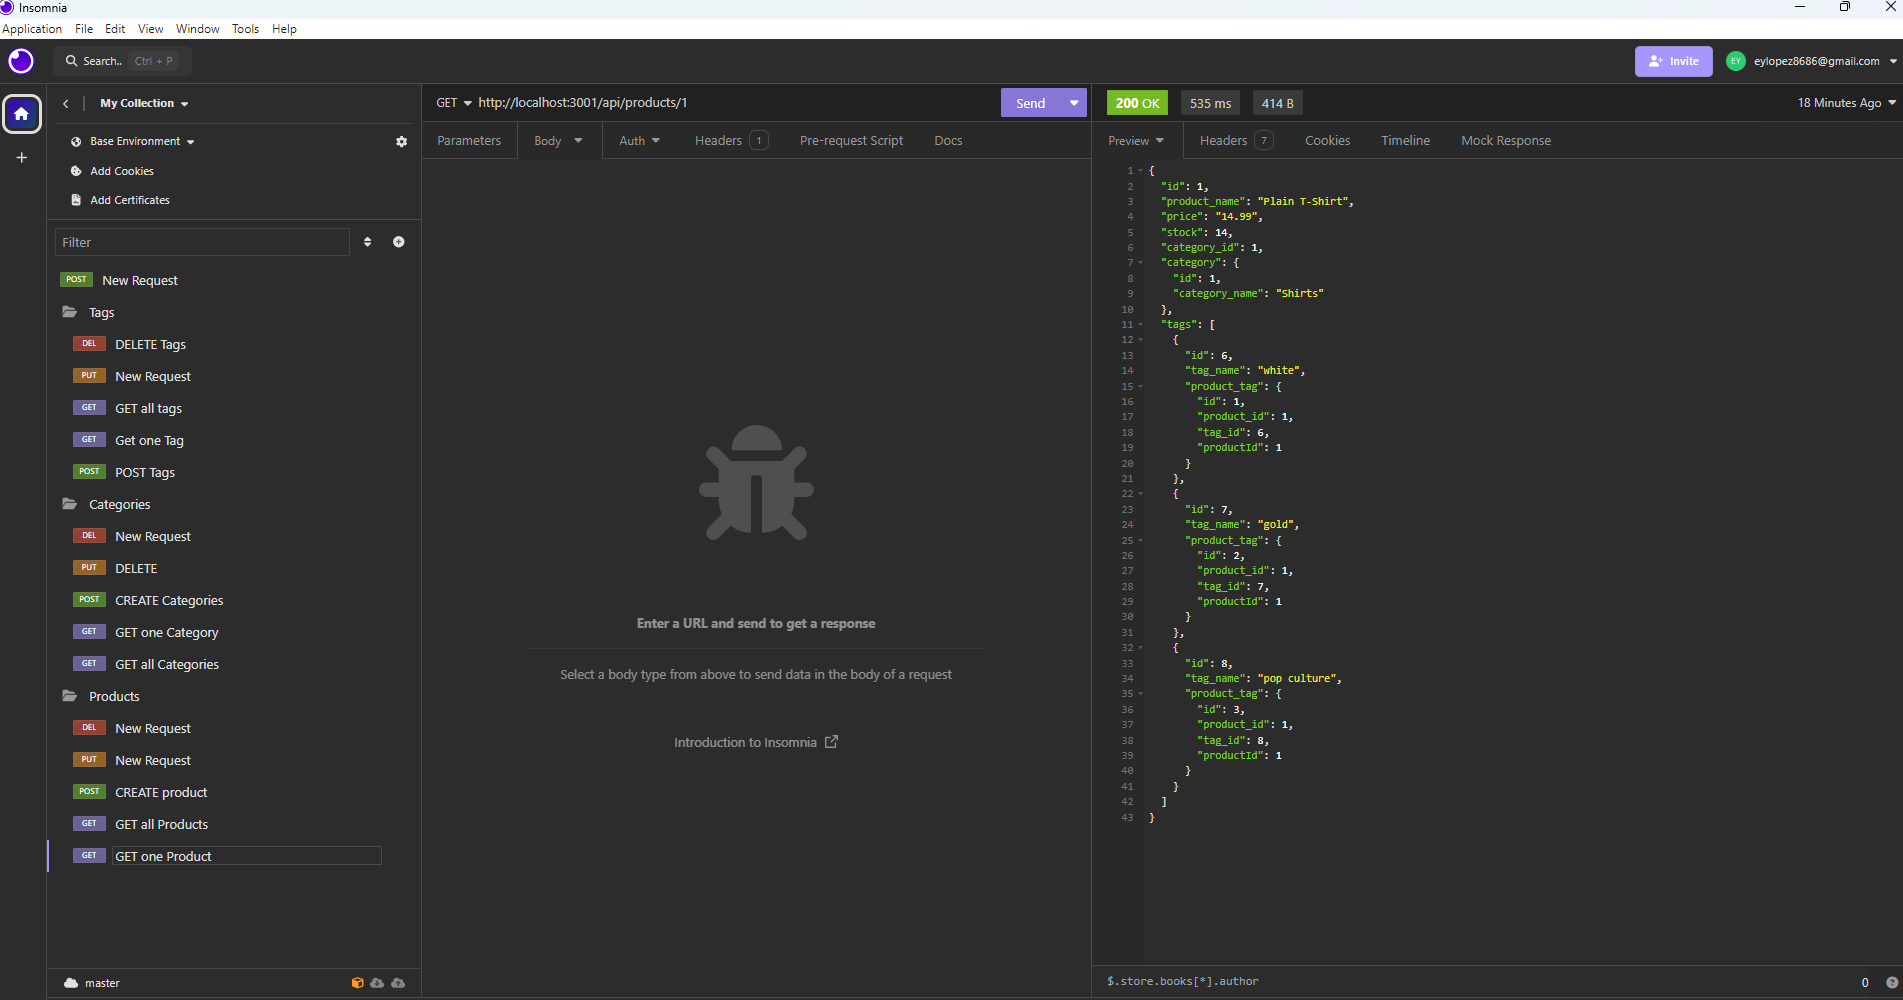 Insomnia
Application File Edit View Window Tools Help
Search.. Ctrl + P
Invite
EY eylopez8686@gmail.com
My Collection
Base Environment
Add Cookies
Add Certificates
Filter
POST New Request
Tags
DEL DELETE Tags
PUT New Request
GET GET all tags
GET Get one Tag
POST POST Tags
Categories
DEL New Request
PUT DELETE
POST CREATE Categories
GET GET one Category
GET GET all Categories
Products
DEL New Request
PUT New Request
POST CREATE product
GET GET all Products
GET GET one Product
master
GET http://localhost:3001/api/products/1 Send
Parameters Body Auth Headers 1 Pre-request Script Docs
Enter a URL and send to get a response
Select a body type from above to send data in the body of a request
Introduction to Insomnia
200 OK 535 ms 414 B 18 Minutes Ago
Preview Headers 7 Cookies Timeline Mock Response
1 {
2 "id": 1,
3 "product_name": "Plain T-Shirt",
4 "price": "14.99",
5 "stock": 14,
6 "category_id": 1,
7 "category": {
8 "id": 1,
9 "category_name": "Shirts"
10 },
11 "tags": [
12 {
13 "id": 6,
14 "tag_name": "white",
15 "product_tag": {
16 "id": 1,
17 "product_id": 1,
18 "tag_id": 6,
19 "productId": 1
20 }
21 },
22 {
23 "id": 7,
24 "tag_name": "gold",
25 "product_tag": {
26 "id": 2,
27 "product_id": 1,
28 "tag_id": 7,
29 "productId": 1
30 }
31 },
32 {
33 "id": 8,
34 "tag_name": "pop culture",
35 "product_tag": {
36 "id": 3,
37 "product_id": 1,
38 "tag_id": 8,
39 "productId": 1
40 }
41 }
42 ]
43 }
$.store.books[*].author 0 ?